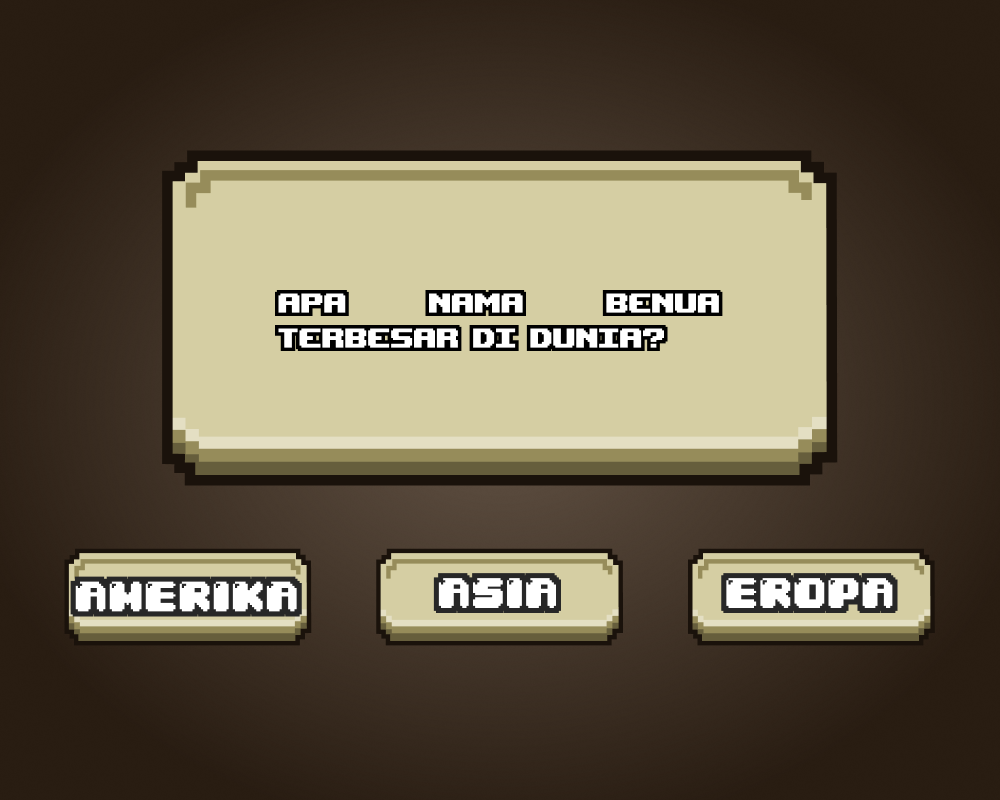 APA NAMA BENUA
TERBESAR DI DUNIA?
AMERIKA
ASIA
EROPA